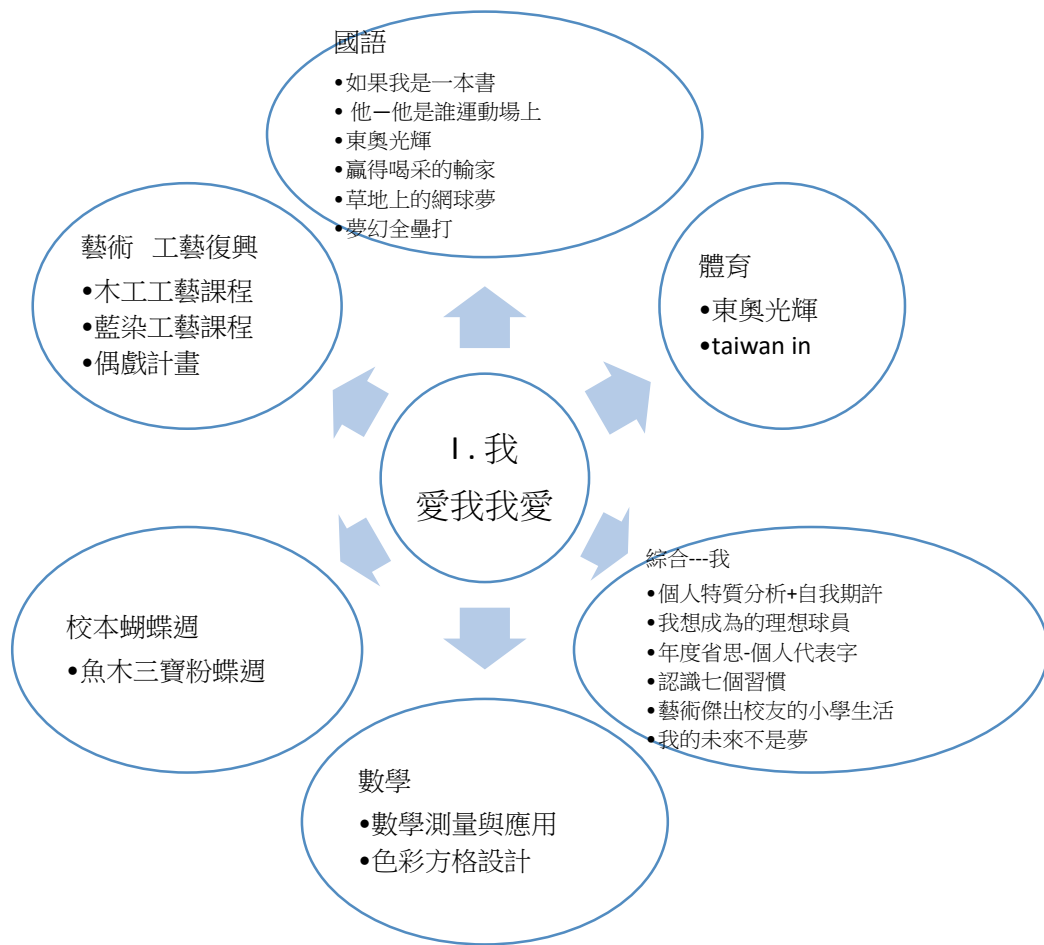 國語
•如果我是一本書
• 他—他是誰運動場上
•東奧光輝
•贏得喝采的輸家
•草地上的網球夢
•夢幻全壘打
藝術 工藝復興
•木工工藝課程
•藍染工藝課程
•偶戲計畫
體育
•東奧光輝
•taiwan in
I . 我
愛我我愛
校本蝴蝶週
•魚木三寶粉蝶週
綜合---我
•個人特質分析+自我期許
•我想成為的理想球員
•年度省思-個人代表字
•認識七個習慣
•藝術傑出校友的小學生活
•我的未來不是夢
數學
•數學測量與應用
•色彩方格設計